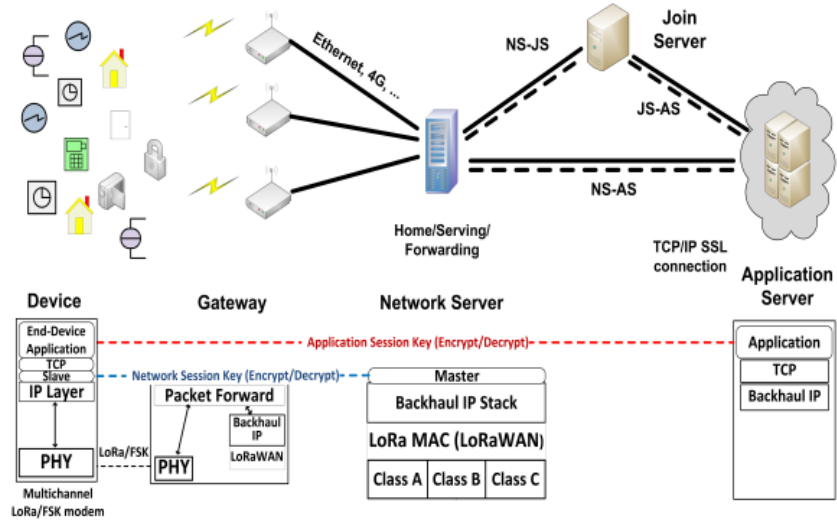 Join
Server
NS-JS
Ethernet, 4G, ...
JS-AS
NS-AS
Home/Serving/
Forwarding
TCP/IP SSL
connection
Application
Server
Device
Gateway
Network Server
End-Device
Application
TCP
Slave
IP Layer
PHY
Multichannel
LoRa/FSK modem
Application Session Key (Encrypt/Decrypt)
Network Session Key (Encrypt/Decrypt)
Packet Forward
Backhaul
IP
LoRaWAN
LoRa/FSK
PHY
Master
Backhaul IP Stack
LoRa MAC (LoRaWAN)
Class A
Class B
Class C
Application
TCP
Backhaul IP